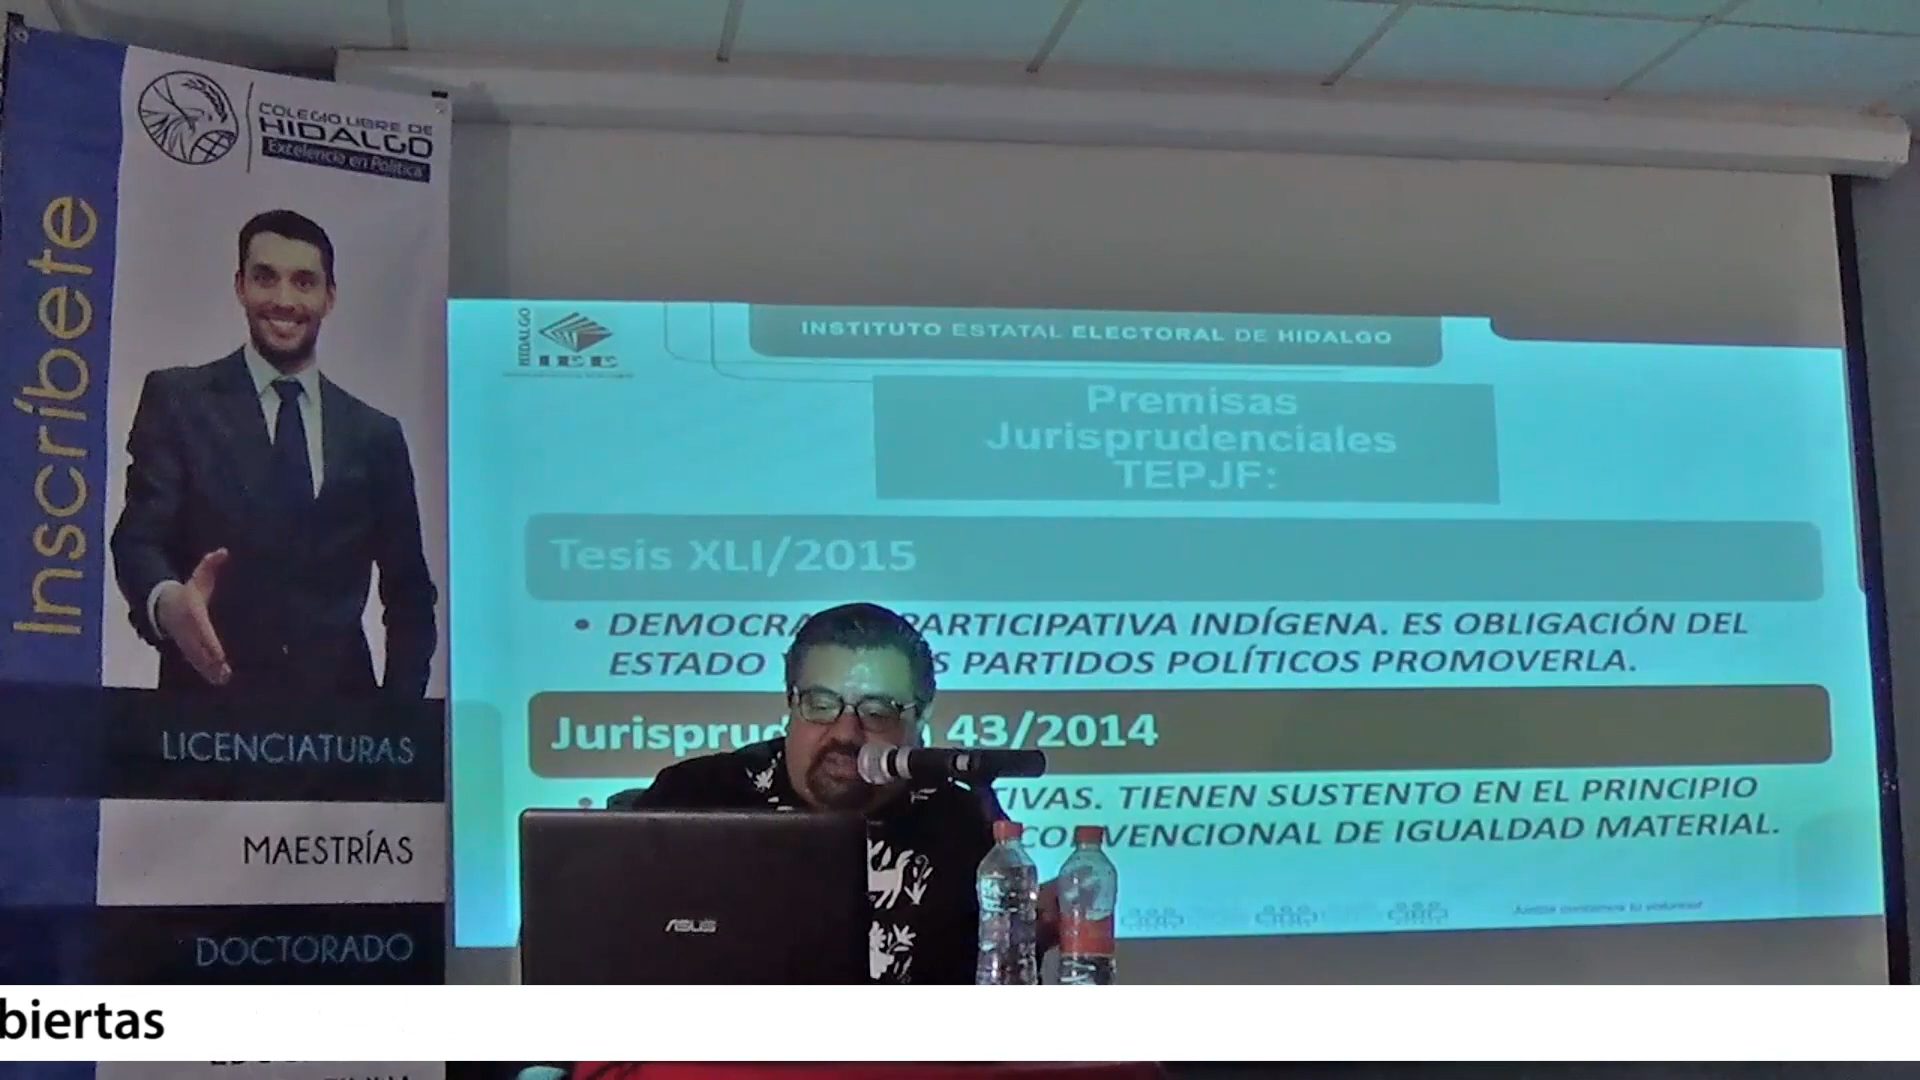 Inscríbete
COLEGIO LIBRE DE
HIDALGO
Excelencia en Política
LICENCIATURAS
MAESTRÍAS
DOCTORADO
HIDALGO
IEE
INSTITUTO ESTATAL ELECTORAL DE HIDALGO
Premisas
Jurisprudenciales
TEPJF:
Tesis XLI/2015
• DEMOCRA PARTICIPATIVA INDÍGENA. ES OBLIGACIÓN DEL
ESTADO S PARTIDOS POLÍTICOS PROMOVERLA.
Jurispru 43/2014
• TIVAS. TIENEN SUSTENTO EN EL PRINCIPIO
CONVENCIONAL DE IGUALDAD MATERIAL.
ASUS
biertas